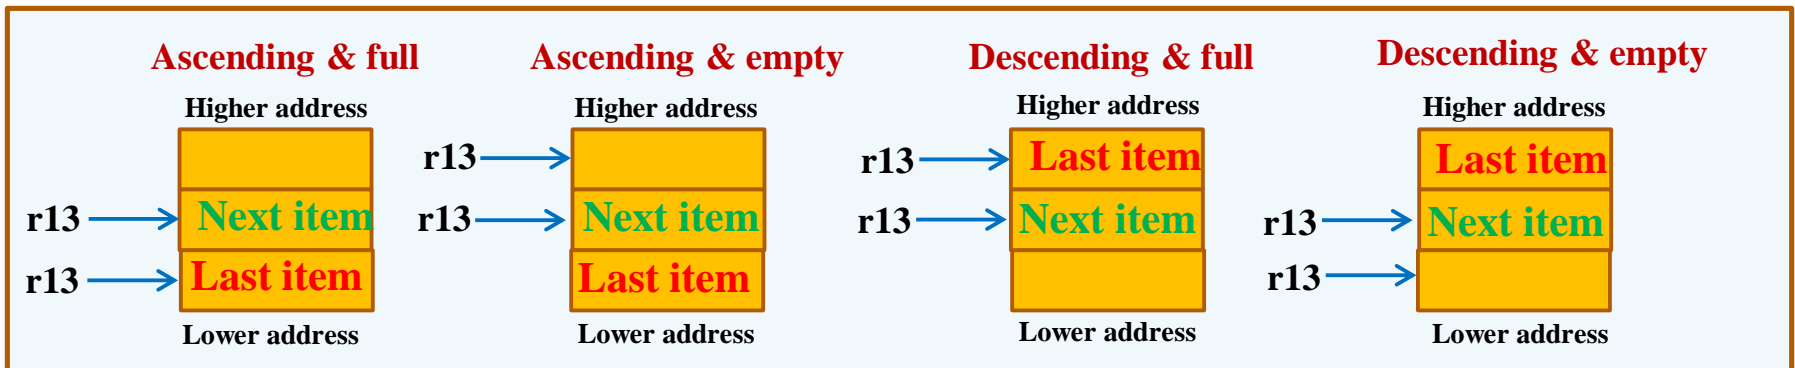 Ascending & full
Higher address
r13
Next item
r13
Last item
Lower address
Ascending & empty
Higher address
r13
r13
Next item
Last item
Lower address
Descending & full
Higher address
r13
Last item
r13
Next item
Lower address
Descending & empty
Higher address
Last item
r13
Next item
r13
Lower address